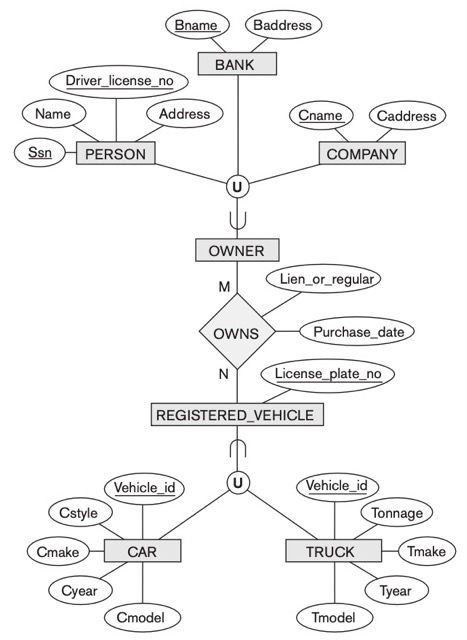 Bname
Baddress
BANK
Driver_license_no
Name
Address
Cname
Caddress
Ssn
PERSON
COMPANY
U
OWNER
M
Lien_or_regular
OWNS
Purchase_date
N
License_plate_no
REGISTERED_VEHICLE
U
Vehicle_id
Vehicle_id
Cstyle
Tonnage
Cmake
CAR
TRUCK
Tmake
Cyear
Tyear
Cmodel
Tmodel